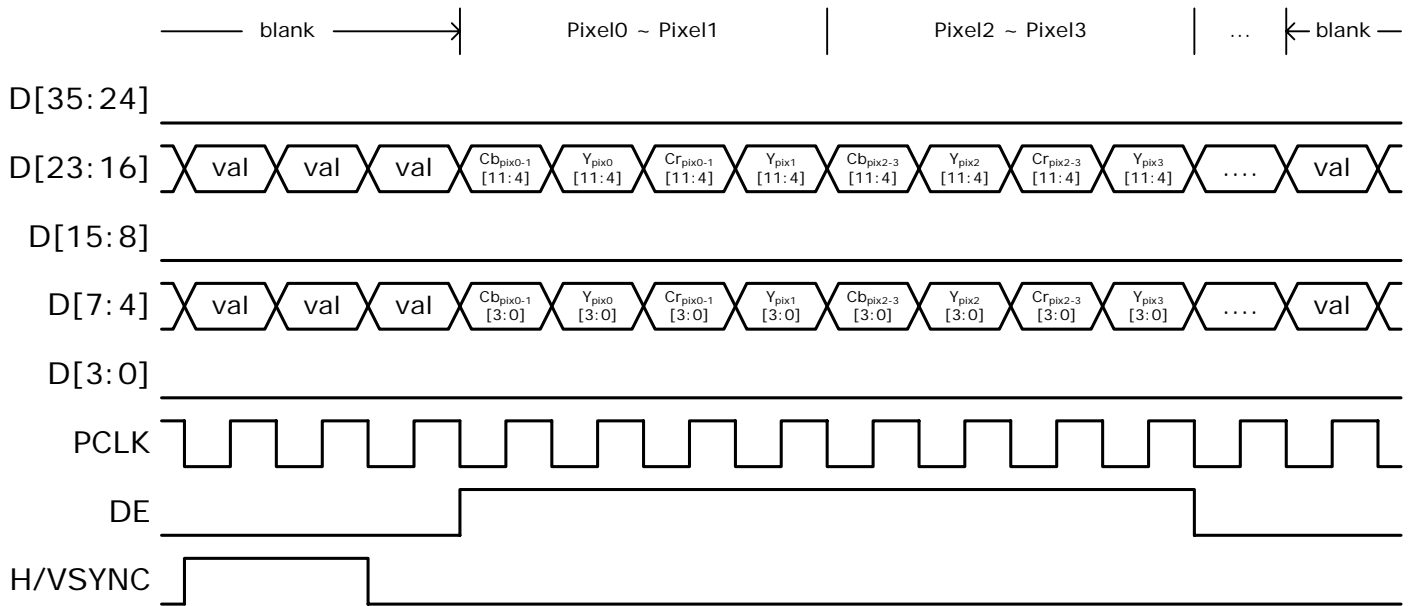 blank Pixel0 ~ Pixel1 Pixel2 ~ Pixel3 ... blank
D[35:24]
D[23:16] val val val Cbpix0-1 [11:4] Ypix0 [11:4] Crpix0-1 [11:4] Ypix1 [11:4] Cbpix2-3 [11:4] Ypix2 [11:4] Crpix2-3 [11:4] Ypix3 [11:4] .... val
D[15:8]
D[7:4] val val val Cbpix0-1 [3:0] Ypix0 [3:0] Crpix0-1 [3:0] Ypix1 [3:0] Cbpix2-3 [3:0] Ypix2 [3:0] Crpix2-3 [3:0] Ypix3 [3:0] .... val
D[3:0]
PCLK
DE
H/VSYNC